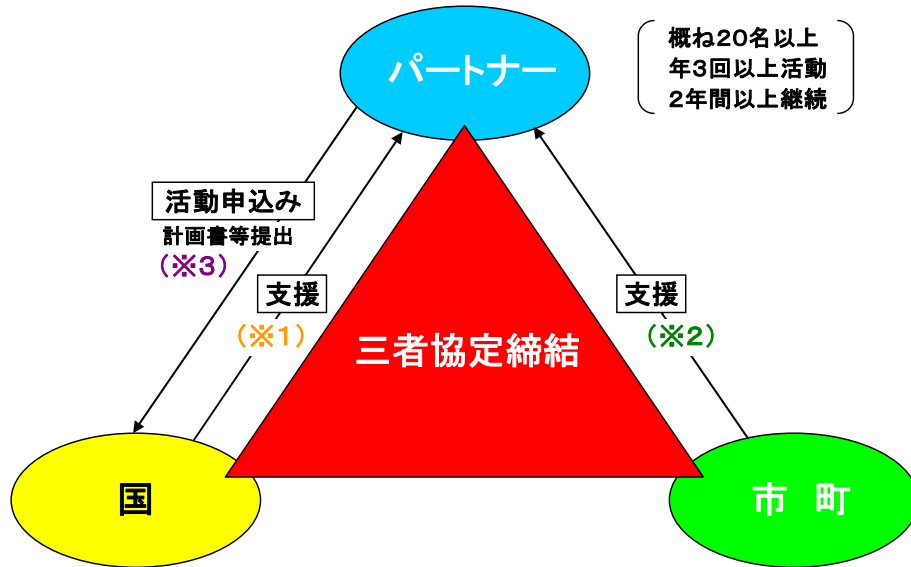 パートナー
概ね20名以上
年3回以上活動
2年間以上継続
活動申込み
計画書等提出
（※3）
支援
（※1）
支援
（※2）
三者協定締結
国
市 町